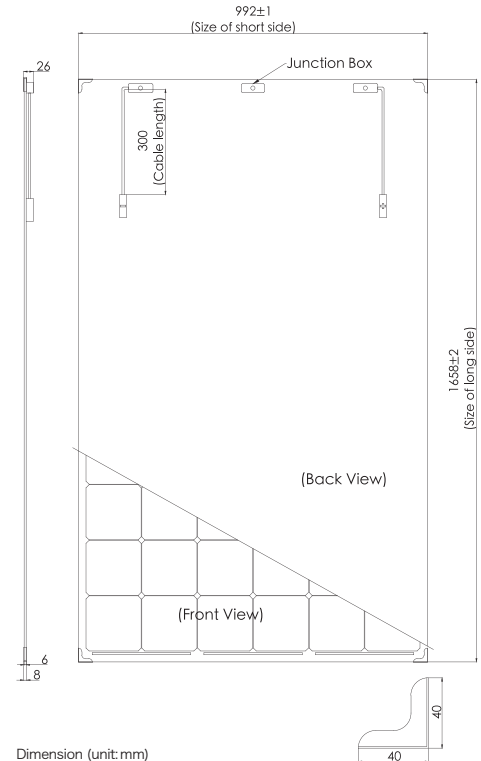 992±1
(Size of short side)
Junction Box
26
300
(Cable length)
1658±2
(Size of long side)
(Back View)
(Front View)
6
8
40
40
Dimension (unit: mm)